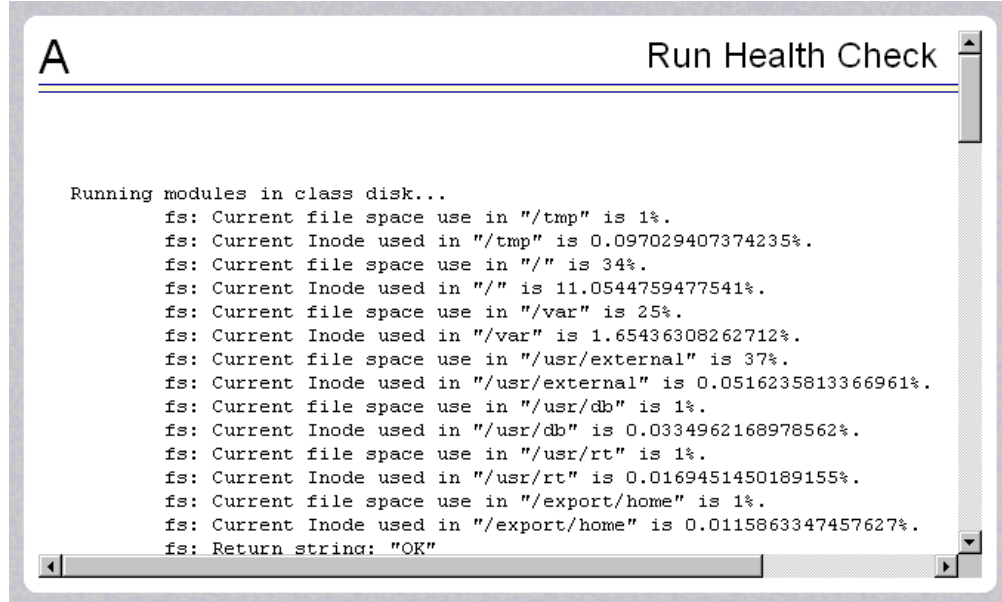 A
Run Health Check
Running modules in class disk...
fs: Current file space use in "/tmp" is 1%.
fs: Current Inode used in "/tmp" is 0.097029407374235%.
fs: Current file space use in "/" is 34%.
fs: Current Inode used in "/" is 11.0544759477541%.
fs: Current file space use in "/var" is 25%.
fs: Current Inode used in "/var" is 1.65436308262712%.
fs: Current file space use in "/usr/external" is 37%.
fs: Current Inode used in "/usr/external" is 0.0516235813366961%.
fs: Current file space use in "/usr/db" is 1%.
fs: Current Inode used in "/usr/db" is 0.0334962168978562%.
fs: Current file space use in "/usr/rt" is 1%.
fs: Current Inode used in "/usr/rt" is 0.0169451450189155%.
fs: Current file space use in "/export/home" is 1%.
fs: Current Inode used in "/export/home" is 0.0115863347457627%.
fs: Return string: "OK"